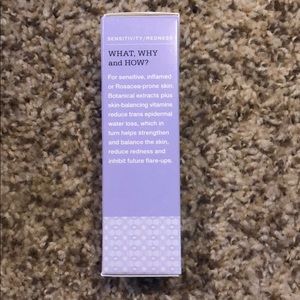 SENSITIVITY/REDNESS
WHAT, WHY
and HOW?
For sensitive, inflamed
or Rosacea-prone skin.
Botanical extracts plus
skin-balancing vitamins
reduce trans epidermal
water loss, which in
turn helps strengthen
and balance the skin,
reduce redness and
inhibit future flare-ups.